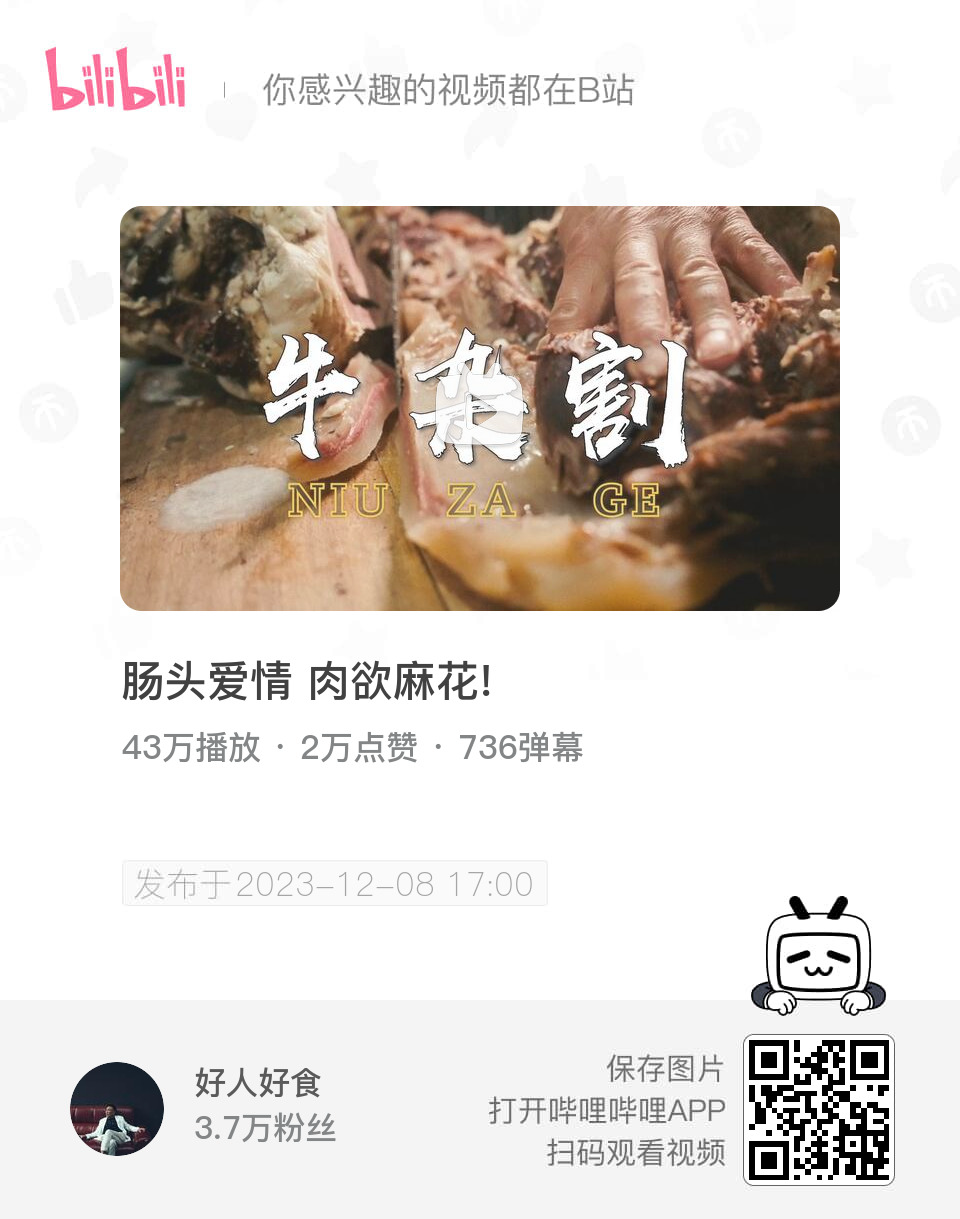 bilibili
你感兴趣的视频都在B站
牛杂割
NIU ZA GE
肠头爱情 肉欲麻花!
43万播放 · 2万点赞 · 736弹幕
发布于2023-12-08 17:00
好人好食
3.7万粉丝
保存图片
打开哔哩哔哩APP
扫码观看视频